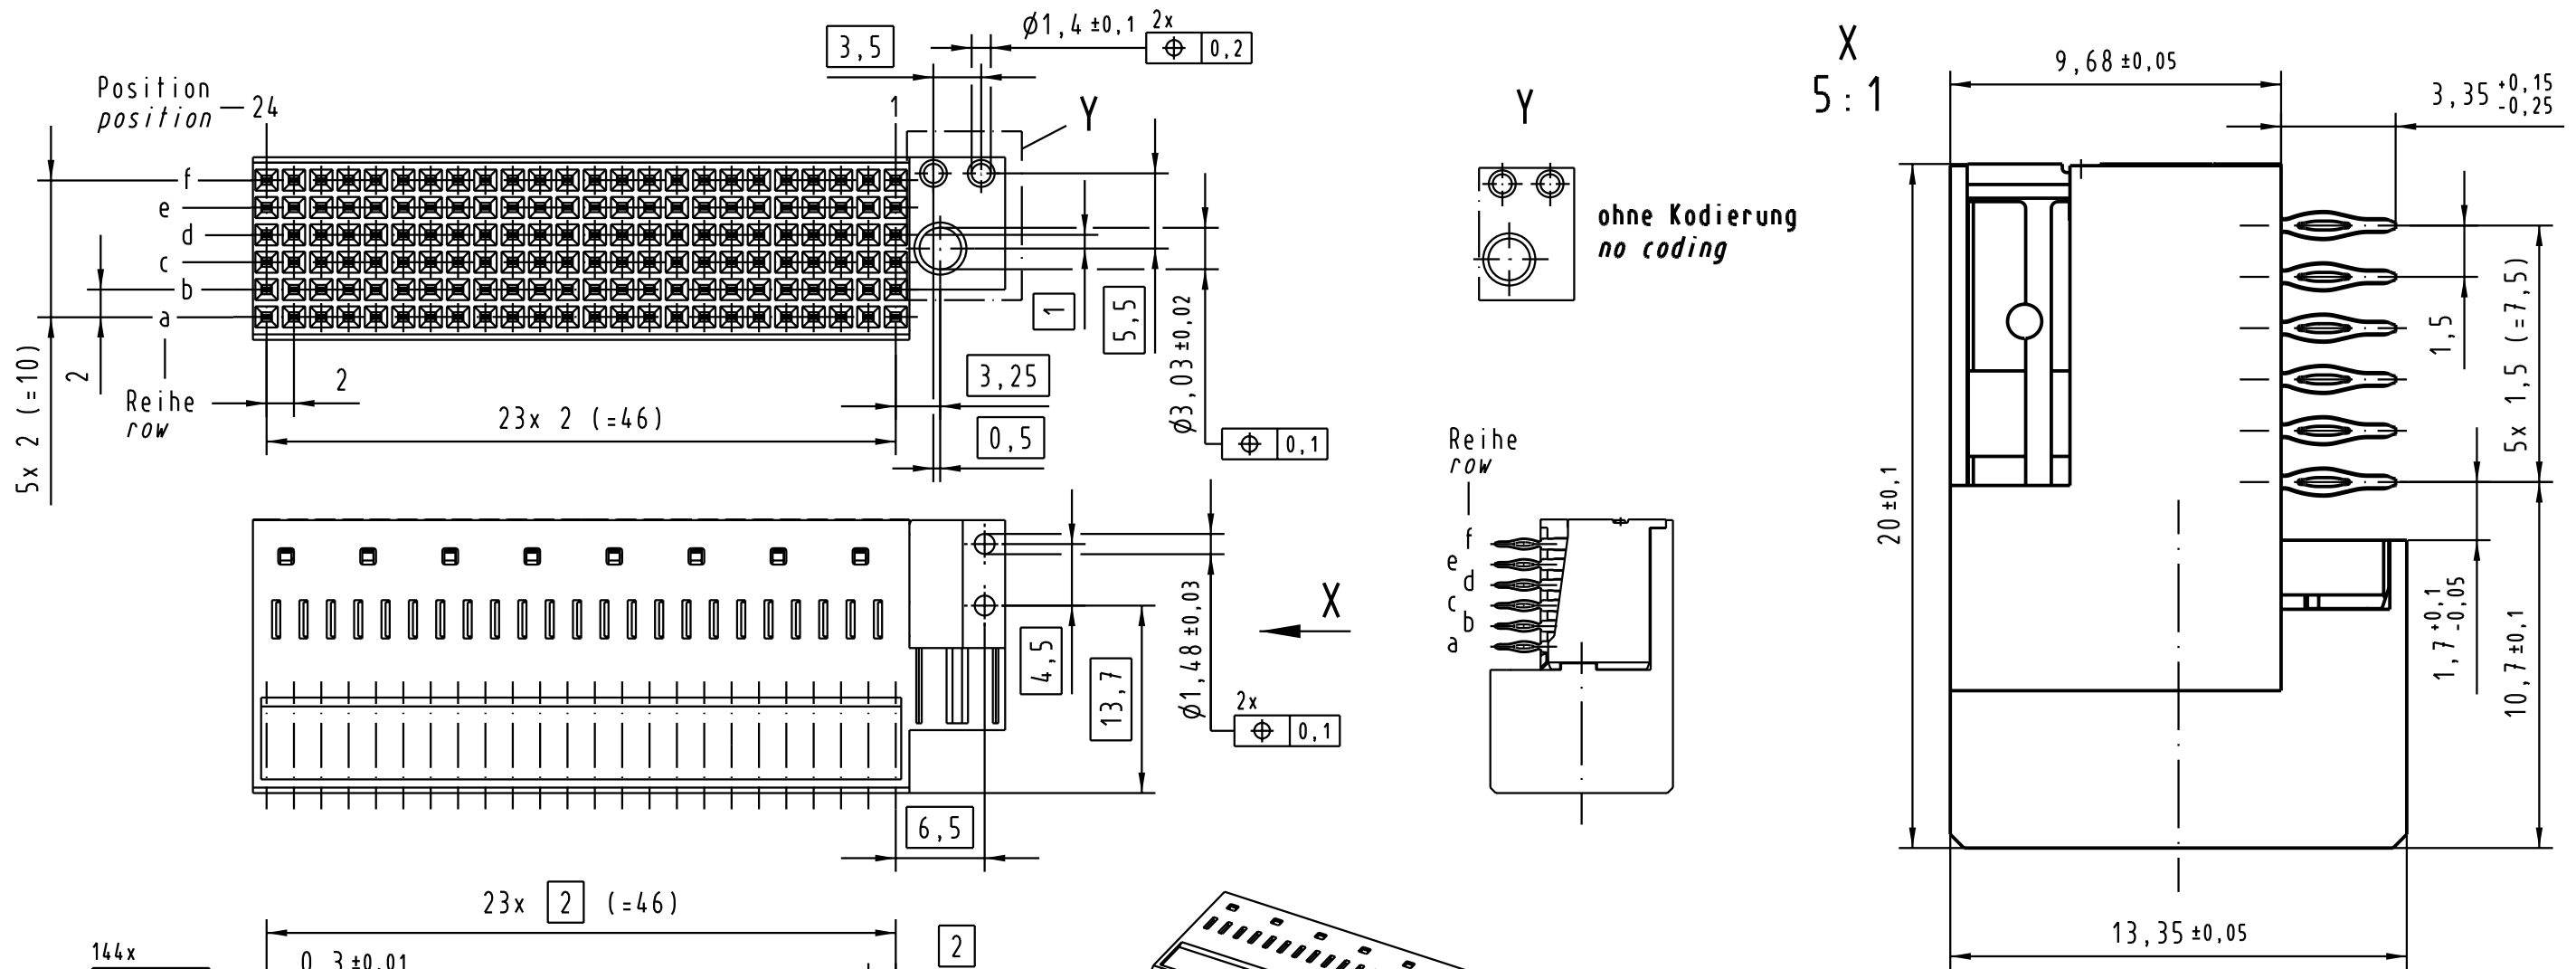 3,5
Ø1,4 ±0,1 2x
⌖ 0,2
Position
position
24
1
Y
f
e
d
c
b
a
5x 2 (=10)
2
Reihe
row
2
23x 2 (=46)
3,25
0,5
1
5,5
Ø3,03 ±0,02
⌖ 0,1
Y
ohne Kodierung
no coding
X
5:1
9,68 ±0,05
3,35 +0,15 -0,25
20 ±0,1
1,5
5x 1,5 (=7,5)
1,7 +0,1 -0,05
10,7 ±0,1
13,35 ±0,05
Reihe
row
f
e
d
c
b
a
X
4,5
13,7
Ø1,48 ±0,03
2x
⌖ 0,1
6,5
23x 2 (=46)
2
144x
0,3 ±0,01